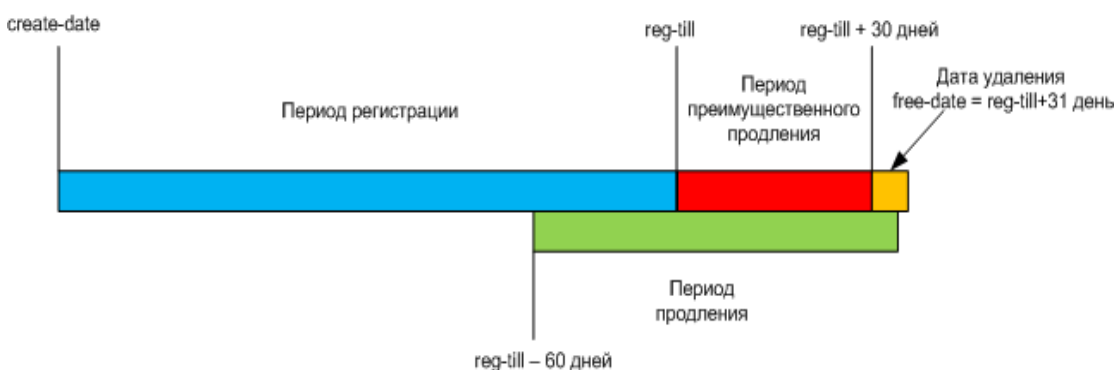 create-date
reg-till
reg-till + 30 дней
Дата удаления
free-date = reg-till+31 день
Период регистрации
Период
преимущественного
продления
Период
продления
reg-till – 60 дней